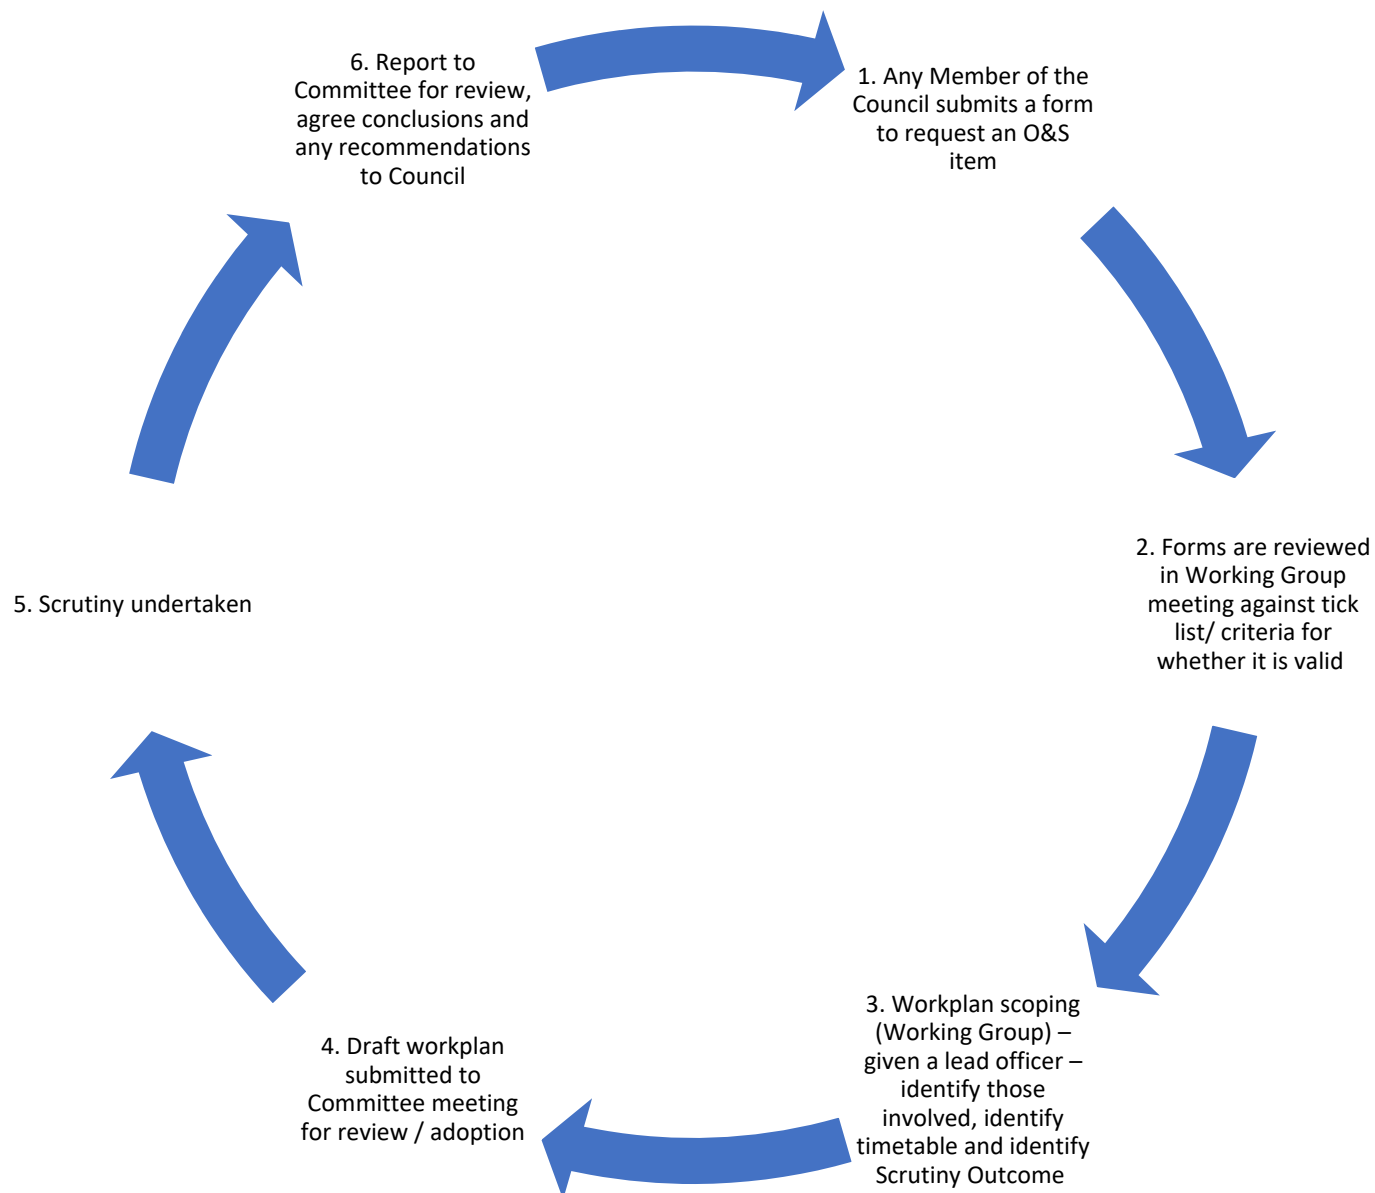 1. Any Member of the
Council submits a form
to request an O&S
item
2. Forms are reviewed
in Working Group
meeting against tick
list/ criteria for
whether it is valid
3. Workplan scoping
(Working Group) –
given a lead officer –
identify those
involved, identify
timetable and identify
Scrutiny Outcome
4. Draft workplan
submitted to
Committee meeting
for review / adoption
5. Scrutiny undertaken
6. Report to
Committee for review,
agree conclusions and
any recommendations
to Council